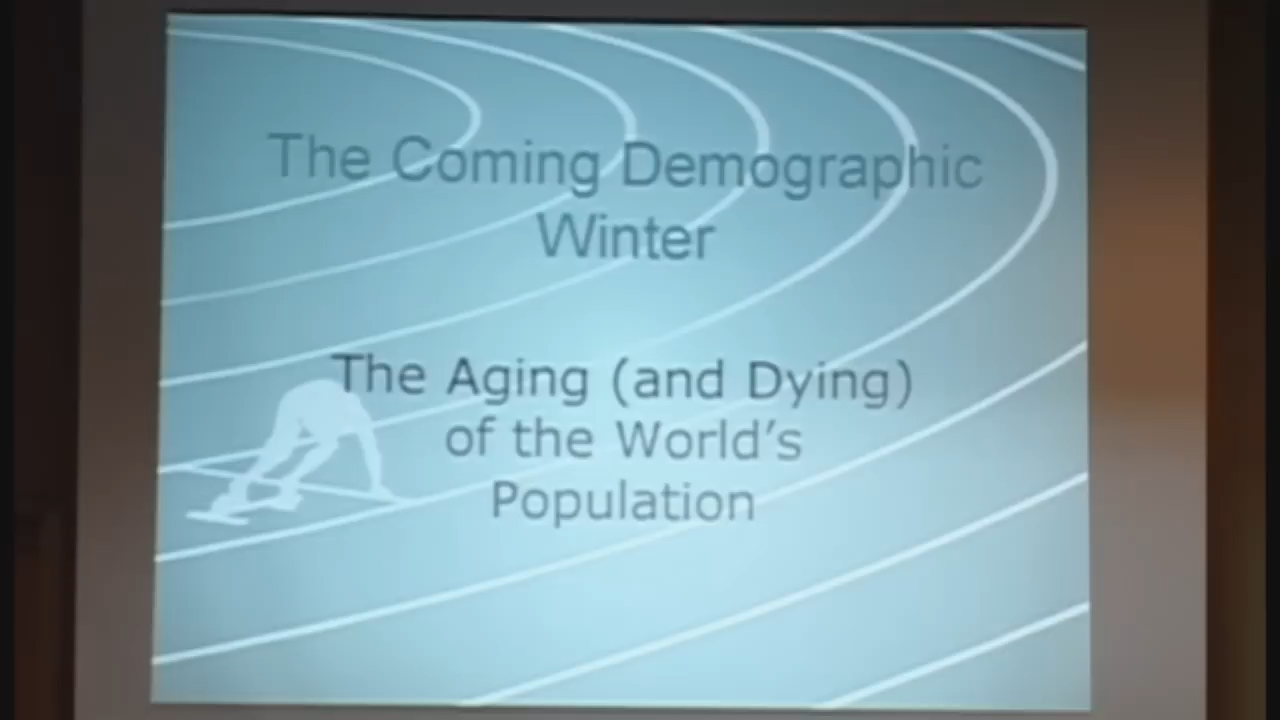 The Coming Demographic
Winter
The Aging (and Dying)
of the World's
Population